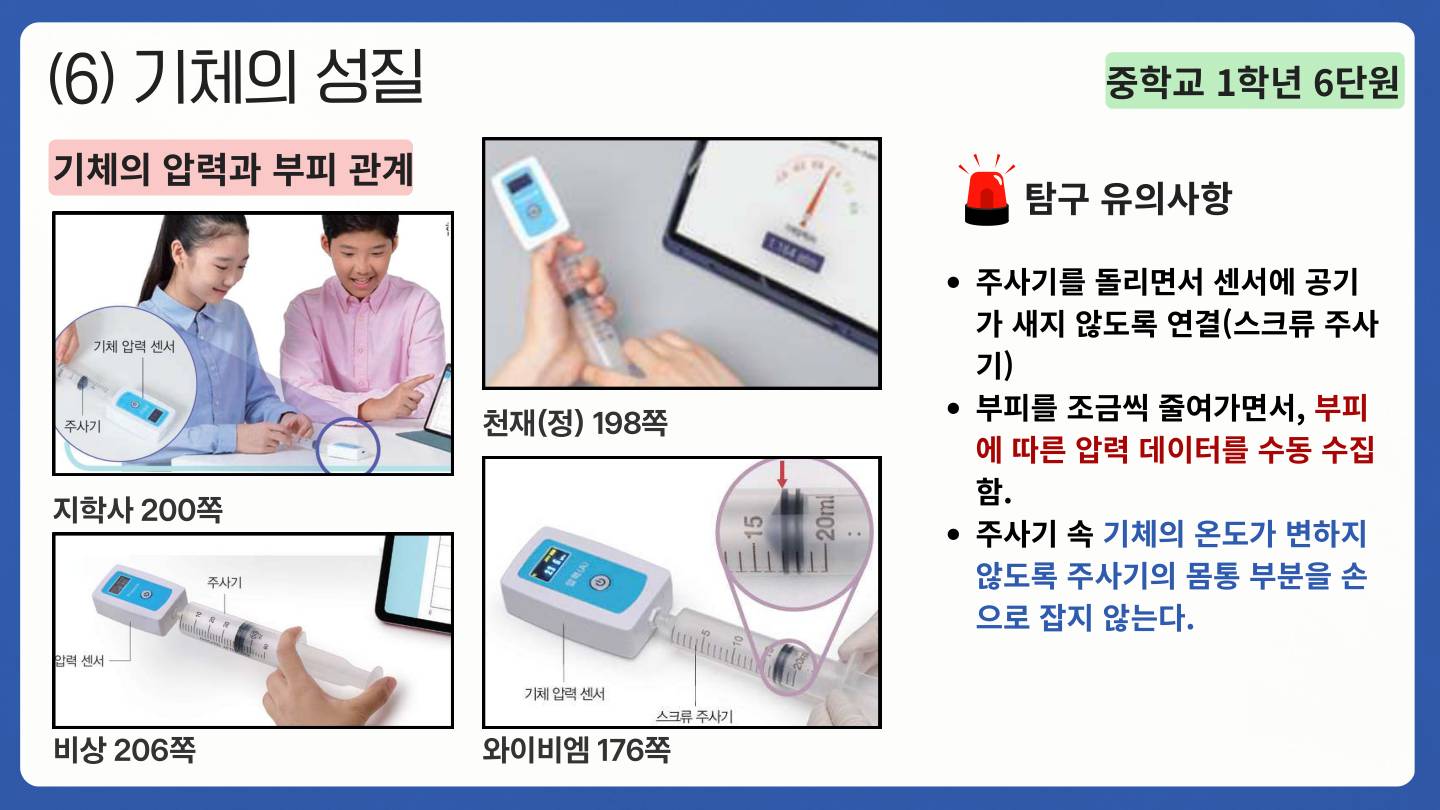 (6) 기체의 성질
중학교 1학년 6단원
기체의 압력과 부피 관계
기체 압력 센서
주사기
지학사 200쪽
주사기
압력 센서
비상 206쪽
천재(정) 198쪽
15
20ml
5
10
기체 압력 센서
스크류 주사기
와이비엠 176쪽
탐구 유의사항
• 주사기를 돌리면서 센서에 공기
가 새지 않도록 연결(스크류 주사
기)
• 부피를 조금씩 줄여가면서, 부피
에 따른 압력 데이터를 수동 수집
함.
• 주사기 속 기체의 온도가 변하지
않도록 주사기의 몸통 부분을 손
으로 잡지 않는다.